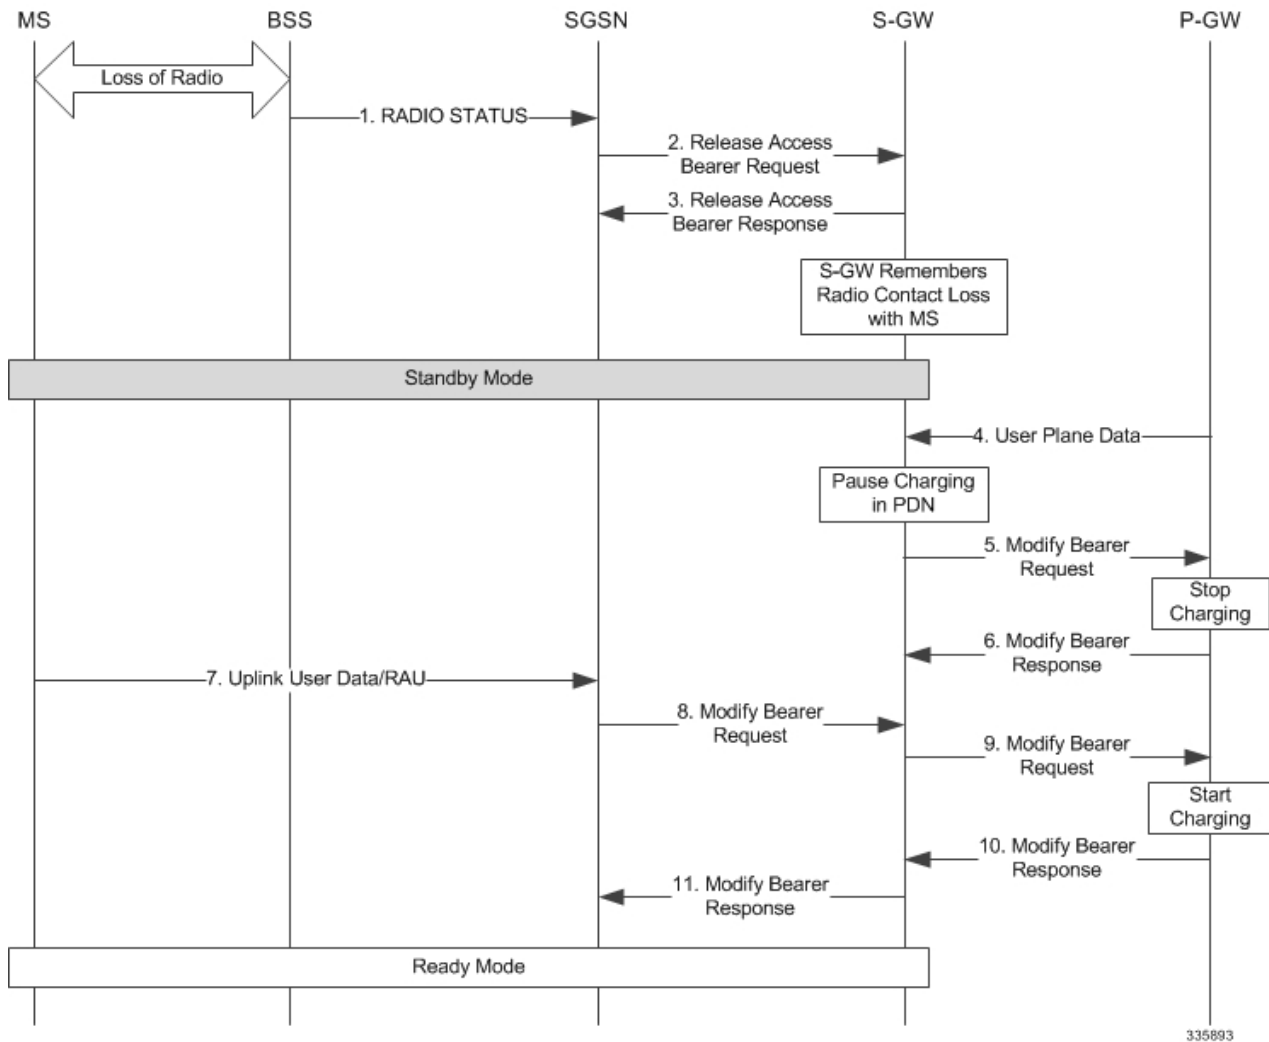 MS BSS SGSN S-GW P-GW
Loss of Radio
1. RADIO STATUS
2. Release Access
Bearer Request
3. Release Access
Bearer Response
S-GW Remembers
Radio Contact Loss
with MS
Standby Mode
4. User Plane Data
Pause Charging
in PDN
5. Modify Bearer
Request
Stop
Charging
6. Modify Bearer
Response
7. Uplink User Data/RAU
8. Modify Bearer
Request
9. Modify Bearer
Request
Start
Charging
10. Modify Bearer
Response
11. Modify Bearer
Response
Ready Mode
335893